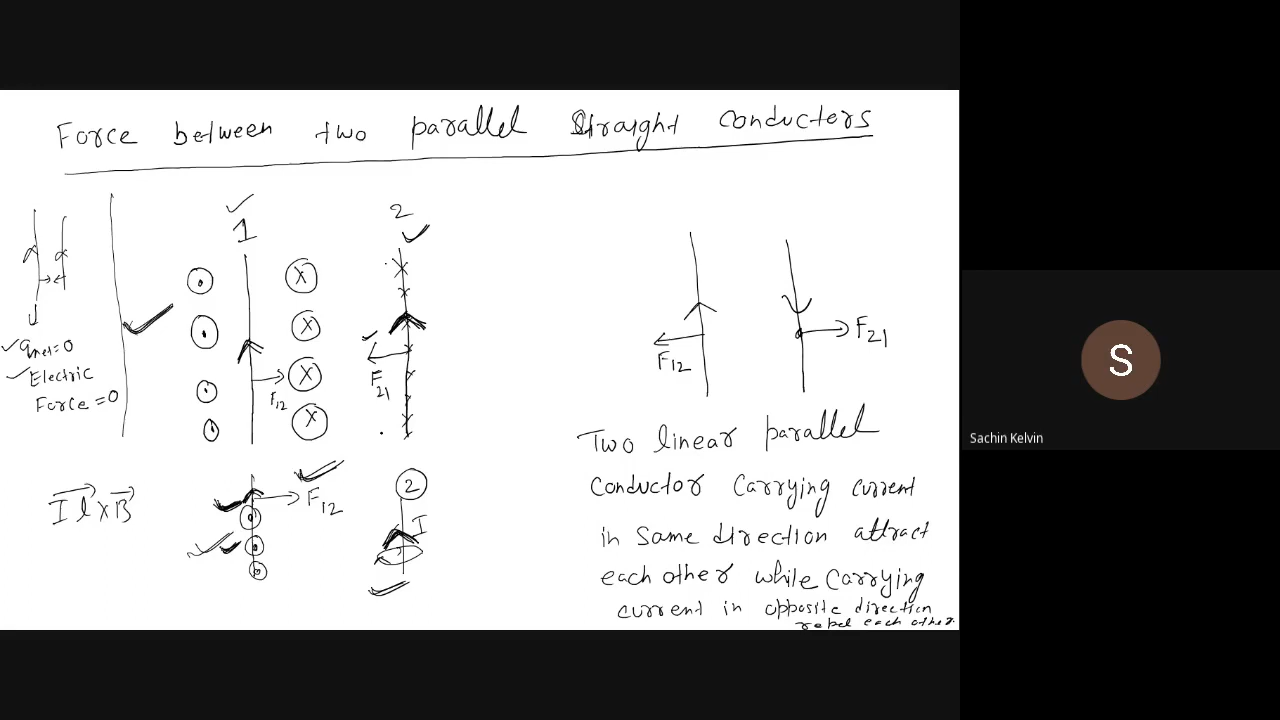 Force between two parallel straight conducters
1
2
F12
F21
qnet=0
Electric
Force =0
Il×B
F12
2
I
F12
F21
Two linear parallel
conductor carrying current
in same direction attract
each other while carrying
current in opposite direction
repel each other.
S
Sachin Kelvin